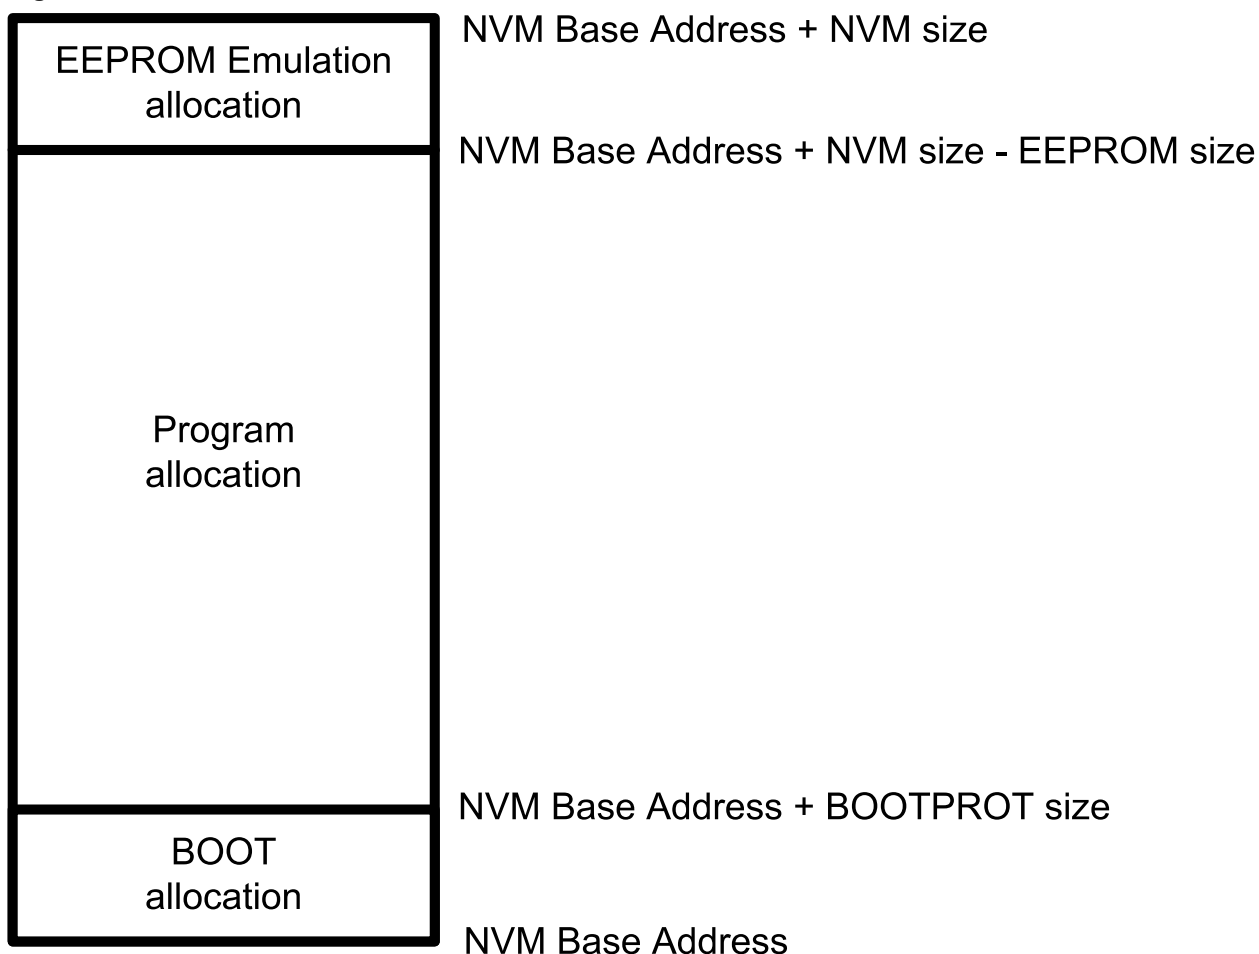 NVM Base Address + NVM size
EEPROM Emulation
allocation
NVM Base Address + NVM size - EEPROM size
Program
allocation
NVM Base Address + BOOTPROT size
BOOT
allocation
NVM Base Address